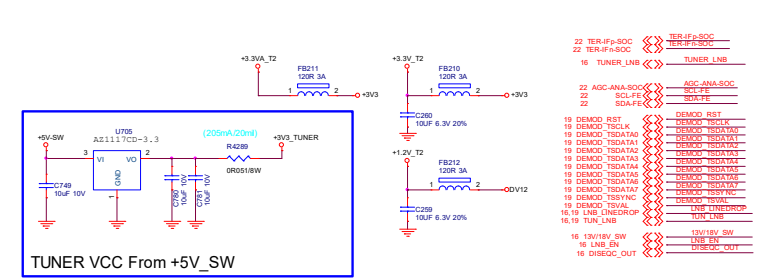 +3.3VA_T2
FB211
120R 3A
1 2
+3V3
+3.3V_T2
FB210
120R 3A
1 2
+3V3
C260
10UF 6.3V 20%
+1.2V_T2
FB212
120R 3A
1 2
DV12
C259
10UF 6.3V 20%
+5V-SW
U705
AZ1117CD-3.3
3 VI VO 2
GND
1
C749
10uF 10V
C780
10uF 10V
C781
10uF 10V
(205mA/20mil)
R4289
0R051/8W
+3V3_TUNER
TUNER VCC From +5V_SW
22 TER-IFp-SOC TER-IFp-SOC
22 TER-IFn-SOC TER-IFn-SOC
16 TUNER_LNB TUNER_LNB
22 AGC-ANA-SOC AGC-ANA-SOC
22 SCL-FE SCL-FE
22 SDA-FE SDA-FE
19 DEMOD_RST DEMOD_RST
19 DEMOD_TSCLK DEMOD_TSCLK
19 DEMOD_TSDATA0 DEMOD_TSDATA0
19 DEMOD_TSDATA1 DEMOD_TSDATA1
19 DEMOD_TSDATA2 DEMOD_TSDATA2
19 DEMOD_TSDATA3 DEMOD_TSDATA3
19 DEMOD_TSDATA4 DEMOD_TSDATA4
19 DEMOD_TSDATA5 DEMOD_TSDATA5
19 DEMOD_TSDATA6 DEMOD_TSDATA6
19 DEMOD_TSDATA7 DEMOD_TSDATA7
19 DEMOD_TSSYNC DEMOD_TSSYNC
19 DEMOD_TSVAL DEMOD_TSVAL
16,19 LNB_LINEDROP LNB_LINEDROP
16,19 TUN_LNB TUN_LNB
16 13V/18V_SW 13V/18V_SW
16 LNB_EN LNB_EN
16 DISEQC_OUT DISEQC_OUT